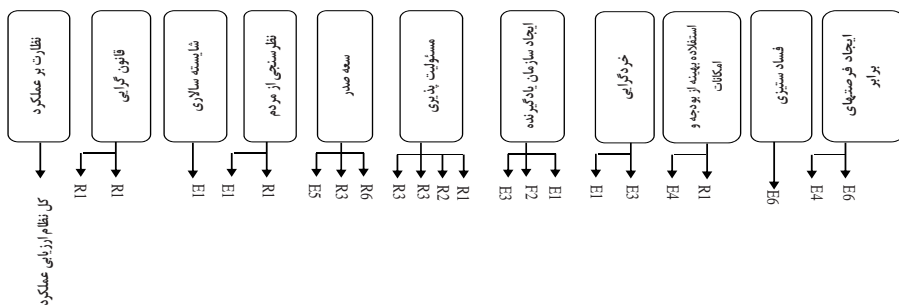 ایجاد فرصتهای
برابر
E6
E4
فساد ستیزی
E6
استفلاده بهینه از بودجه و
امکانات
R1
E4
خردگرایی
E3
E1
ایجاد سازمان یادگیرنده
E1
F2
E3
مسئولیت پذیری
R1
R2
R3
R3
سعه صدر
R6
R3
E5
نظرسنجی از مردم
R1
E1
شایسته سالاری
E1
قانون گرایی
R1
R1
نظارت بر عملکرد
کل نظام ارزیابی عملکرد